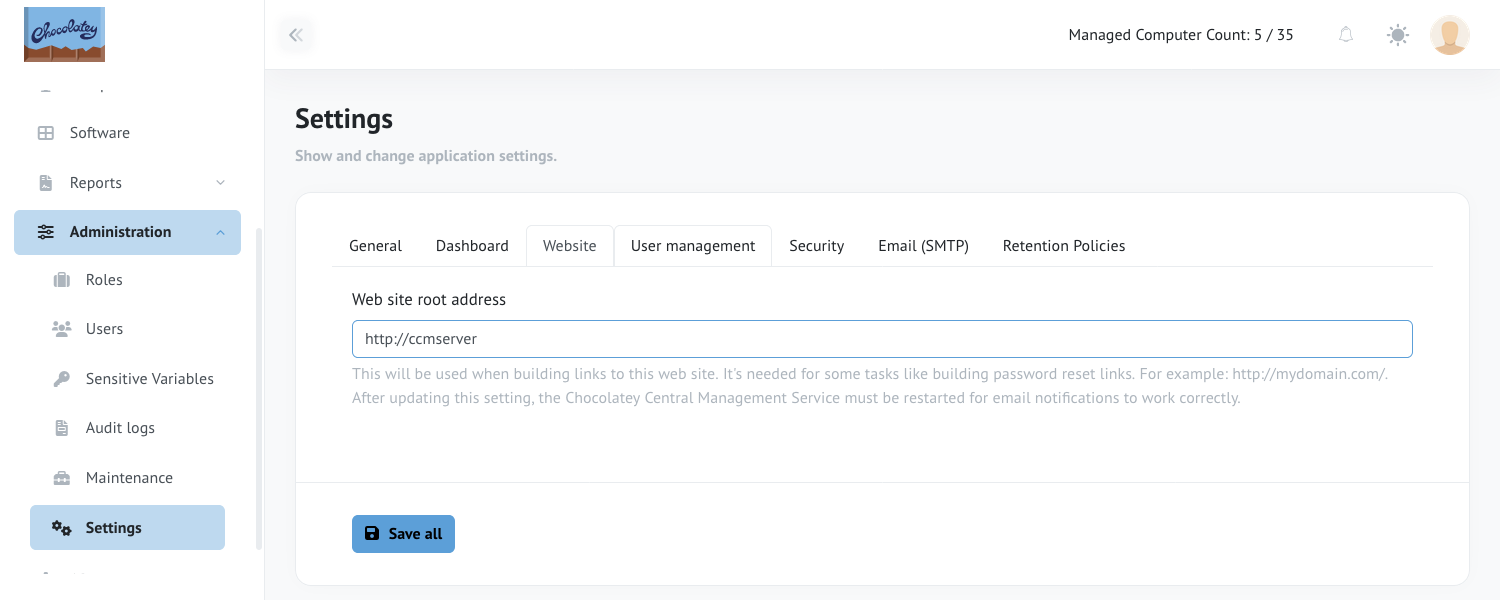 Chocolatey
Managed Computer Count: 5 / 35
Software
Reports
Administration
Roles
Users
Sensitive Variables
Audit logs
Maintenance
Settings
Settings
Show and change application settings.
General Dashboard Website User management Security Email (SMTP) Retention Policies
Web site root address
http://ccmserver
This will be used when building links to this web site. It's needed for some tasks like building password reset links. For example: http://mydomain.com/.
After updating this setting, the Chocolatey Central Management Service must be restarted for email notifications to work correctly.
Save all